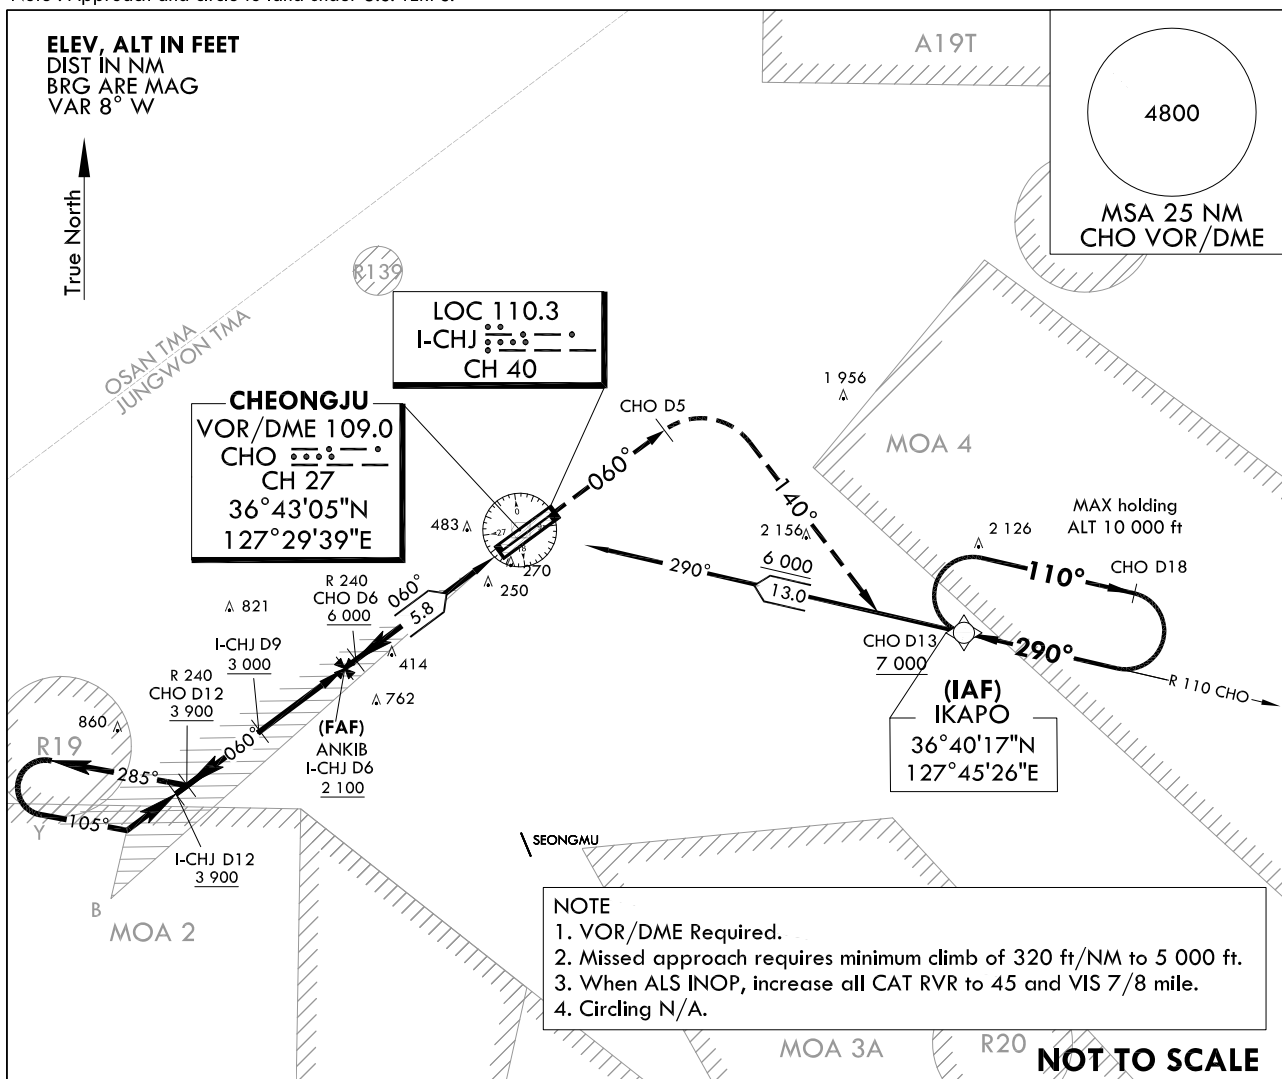 ELEV, ALT IN FEET
DIST IN NM
BRG ARE MAG
VAR 8° W
True North
A19T
4800
MSA 25 NM
CHO VOR/DME
R139
OSAN TMA
JUNGWON TMA
LOC 110.3
I-CHJ
CH 40
CHEONGJU
VOR/DME 109.0
CHO
CH 27
36°43'05"N
127°29'39"E
CHO D5
060°
140°
1 956
MOA 4
MAX holding
ALT 10 000 ft
2 126
110°
CHO D18
290°
R 110 CHO
483
0
27
18
270
250
2 156
6 000
290°
13.0
CHO D13
7 000
(IAF)
IKAPO
36°40'17"N
127°45'26"E
R 240
CHO D6
6 000
060°
5.8
821
I-CHJ D9
3 000
414
762
R 240
CHO D12
3 900
(FAF)
ANKIB
I-CHJ D6
2 100
860
R19
060°
285°
105°
Y
I-CHJ D12
3 900
B
MOA 2
SEONGMU
NOTE
1. VOR/DME Required.
2. Missed approach requires minimum climb of 320 ft/NM to 5 000 ft.
3. When ALS INOP, increase all CAT RVR to 45 and VIS 7/8 mile.
4. Circling N/A.
MOA 3A
R20
NOT TO SCALE